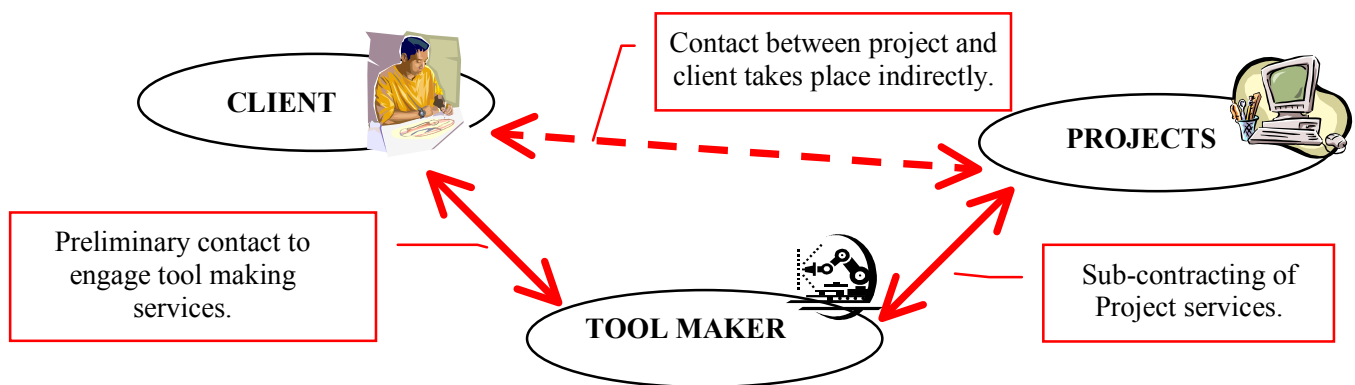 Contact between project and
client takes place indirectly.
CLIENT
PROJECTS
Preliminary contact to
engage tool making
services.
Sub-contracting of
Project services.
TOOL MAKER